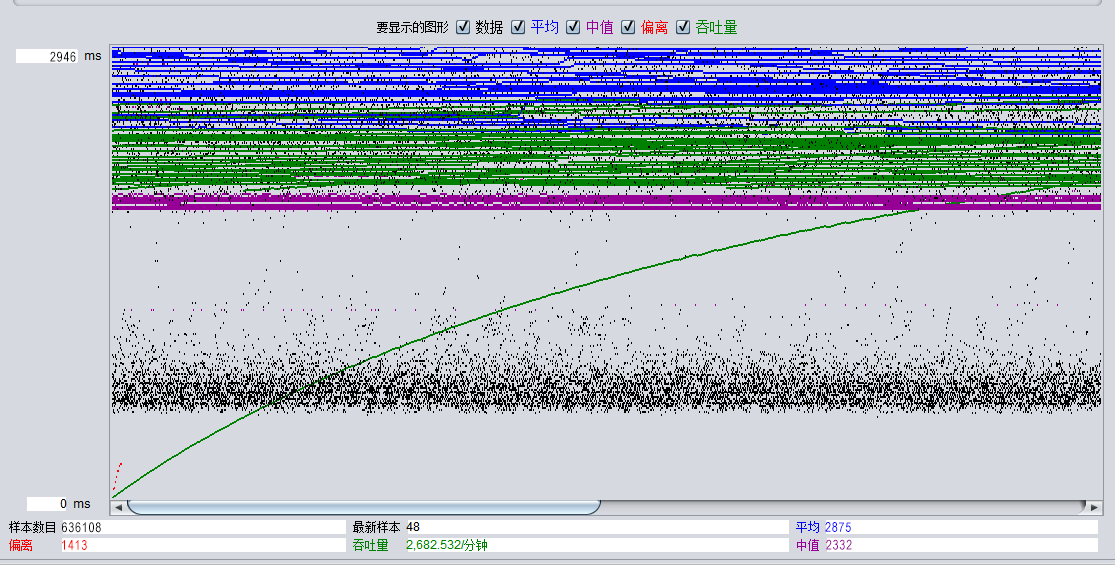 要显示的图形 数据 平均 中值 偏离 吞吐量
2946 ms
0 ms
样本数目 636108 最新样本 48 平均 2875
偏离 1413 吞吐量 2,682.532/分钟 中值 2332